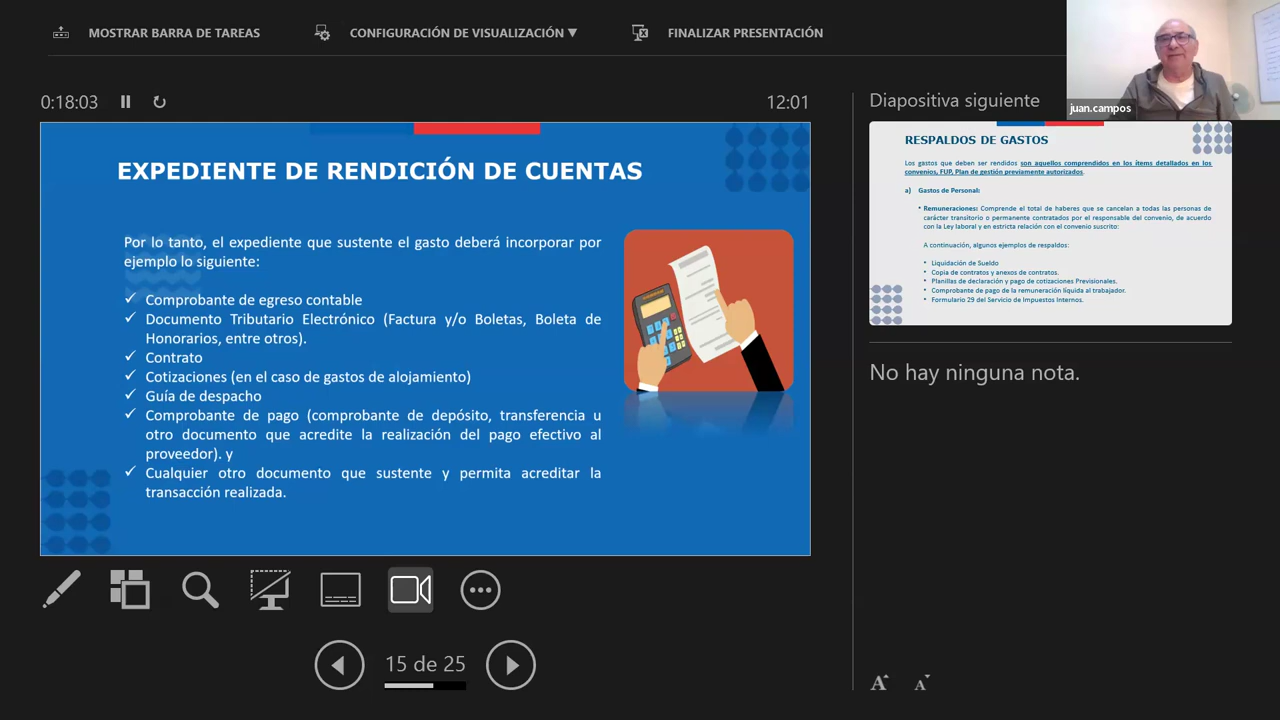 MOSTRAR BARRA DE TAREAS
CONFIGURACIÓN DE VISUALIZACIÓN ▼
FINALIZAR PRESENTACIÓN
juan.campos
0:18:03
12:01
EXPEDIENTE DE RENDICIÓN DE CUENTAS
Por lo tanto, el expediente que sustente el gasto deberá incorporar por
ejemplo lo siguiente:
✓ Comprobante de egreso contable
✓ Documento Tributario Electrónico (Factura y/o Boletas, Boleta de
Honorarios, entre otros).
✓ Contrato
✓ Cotizaciones (en el caso de gastos de alojamiento)
✓ Guía de despacho
✓ Comprobante de pago (comprobante de depósito, transferencia u
otro documento que acredite la realización del pago efectivo al
proveedor). y
✓ Cualquier otro documento que sustente y permita acreditar la
transacción realizada.
15 de 25
Diapositiva siguiente
RESPALDOS DE GASTOS
Los gastos que deben ser rendidos son aquellos comprendidos en los ítems detallados en los
convenios, FUP, Plan de gestión previamente autorizados.
a) Gastos de Personal:
• Remuneraciones: Comprende el total de haberes que se cancelan a todas las personas de
carácter transitorio o permanente contratados por el responsable del convenio, de acuerdo
con la Ley laboral y en estricta relación con el convenio suscrito:
A continuación, algunos ejemplos de respaldos:
• Liquidación de Sueldo
• Copia de contratos y anexos de contratos.
• Planillas de declaración y pago de cotizaciones Previsionales.
• Comprobante de pago de la remuneración líquida al trabajador.
• Formulario 29 del Servicio de Impuestos Internos.
No hay ninguna nota.
A A